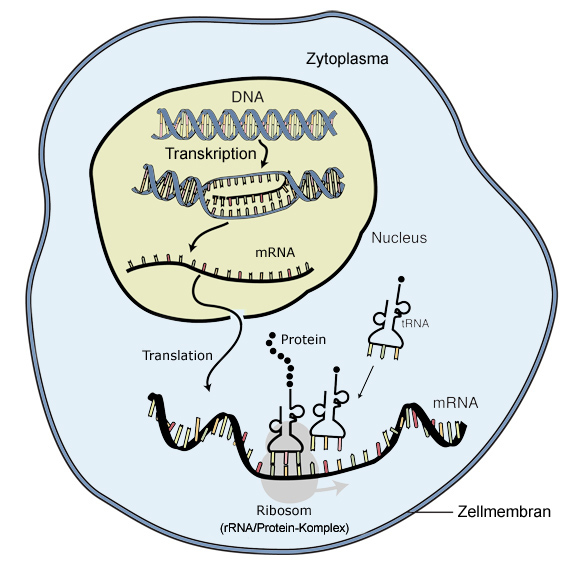 Zytoplasma
DNA
Transkription
mRNA
Nucleus
tRNA
Translation
Protein
mRNA
Ribosom
(rRNA/Protein-Komplex)
Zellmembran